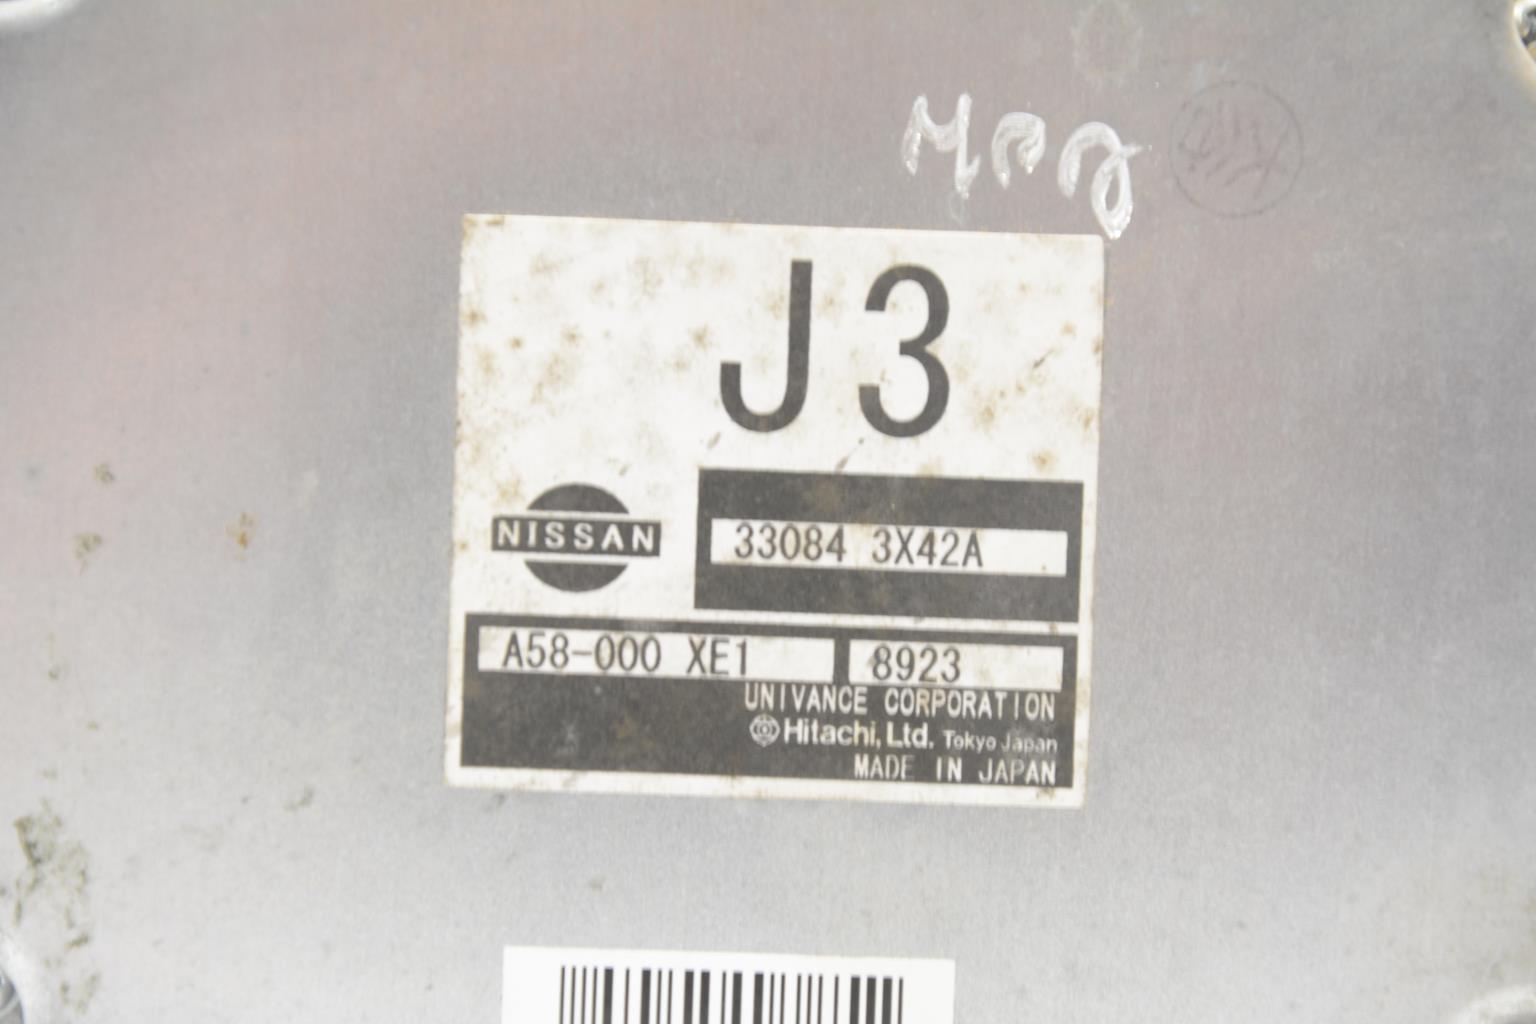 J3
NISSAN
33084 3X42A
A58-000 XE1
8923
UNIVANCE CORPORATION
Hitachi, Ltd. Tokyo Japan
MADE IN JAPAN